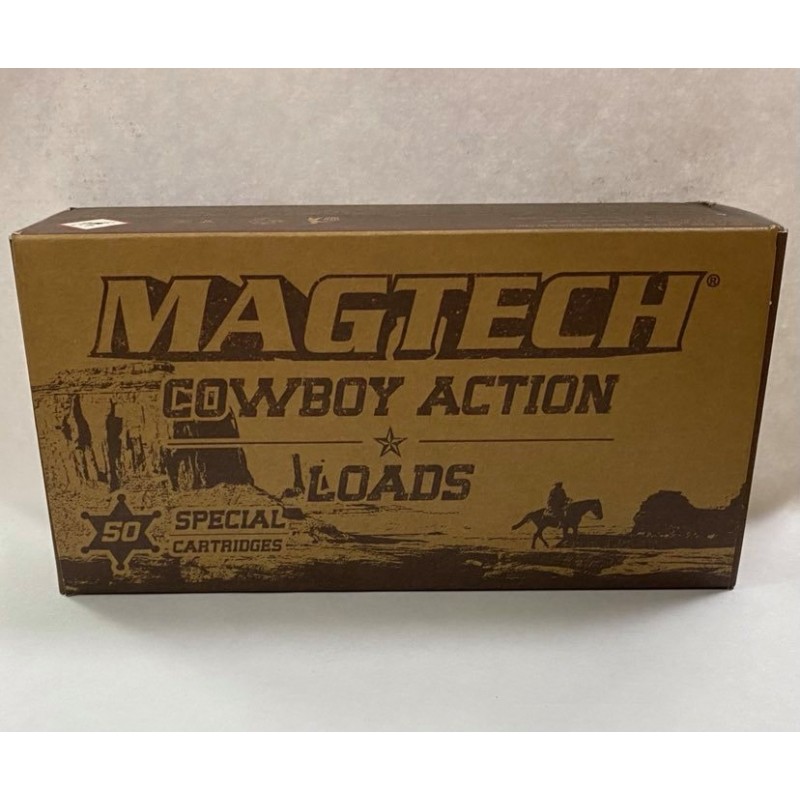 MAGTECH®
COWBOY ACTION
LOADS
50
SPECIAL
CARTRIDGES